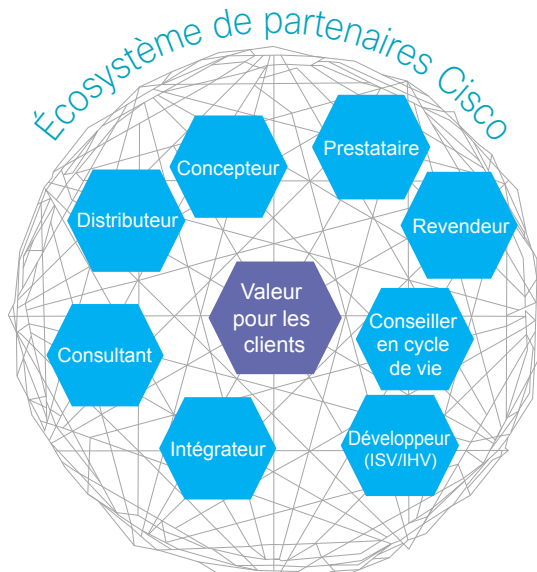 Écosystème de partenaires Cisco
Prestataire
Concepteur
Distributeur
Revendeur
Valeur
pour les
clients
Conseiller
en cycle
de vie
Consultant
Intégrateur
Développeur
(ISV/IHV)